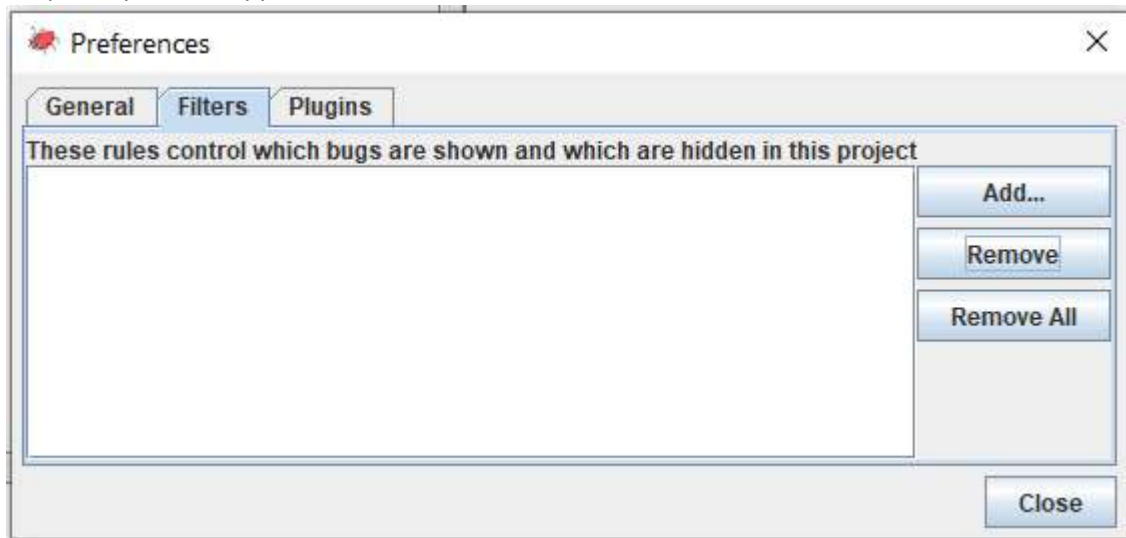 Preferences
General Filters Plugins
These rules control which bugs are shown and which are hidden in this project
Add...
Remove
Remove All
Close